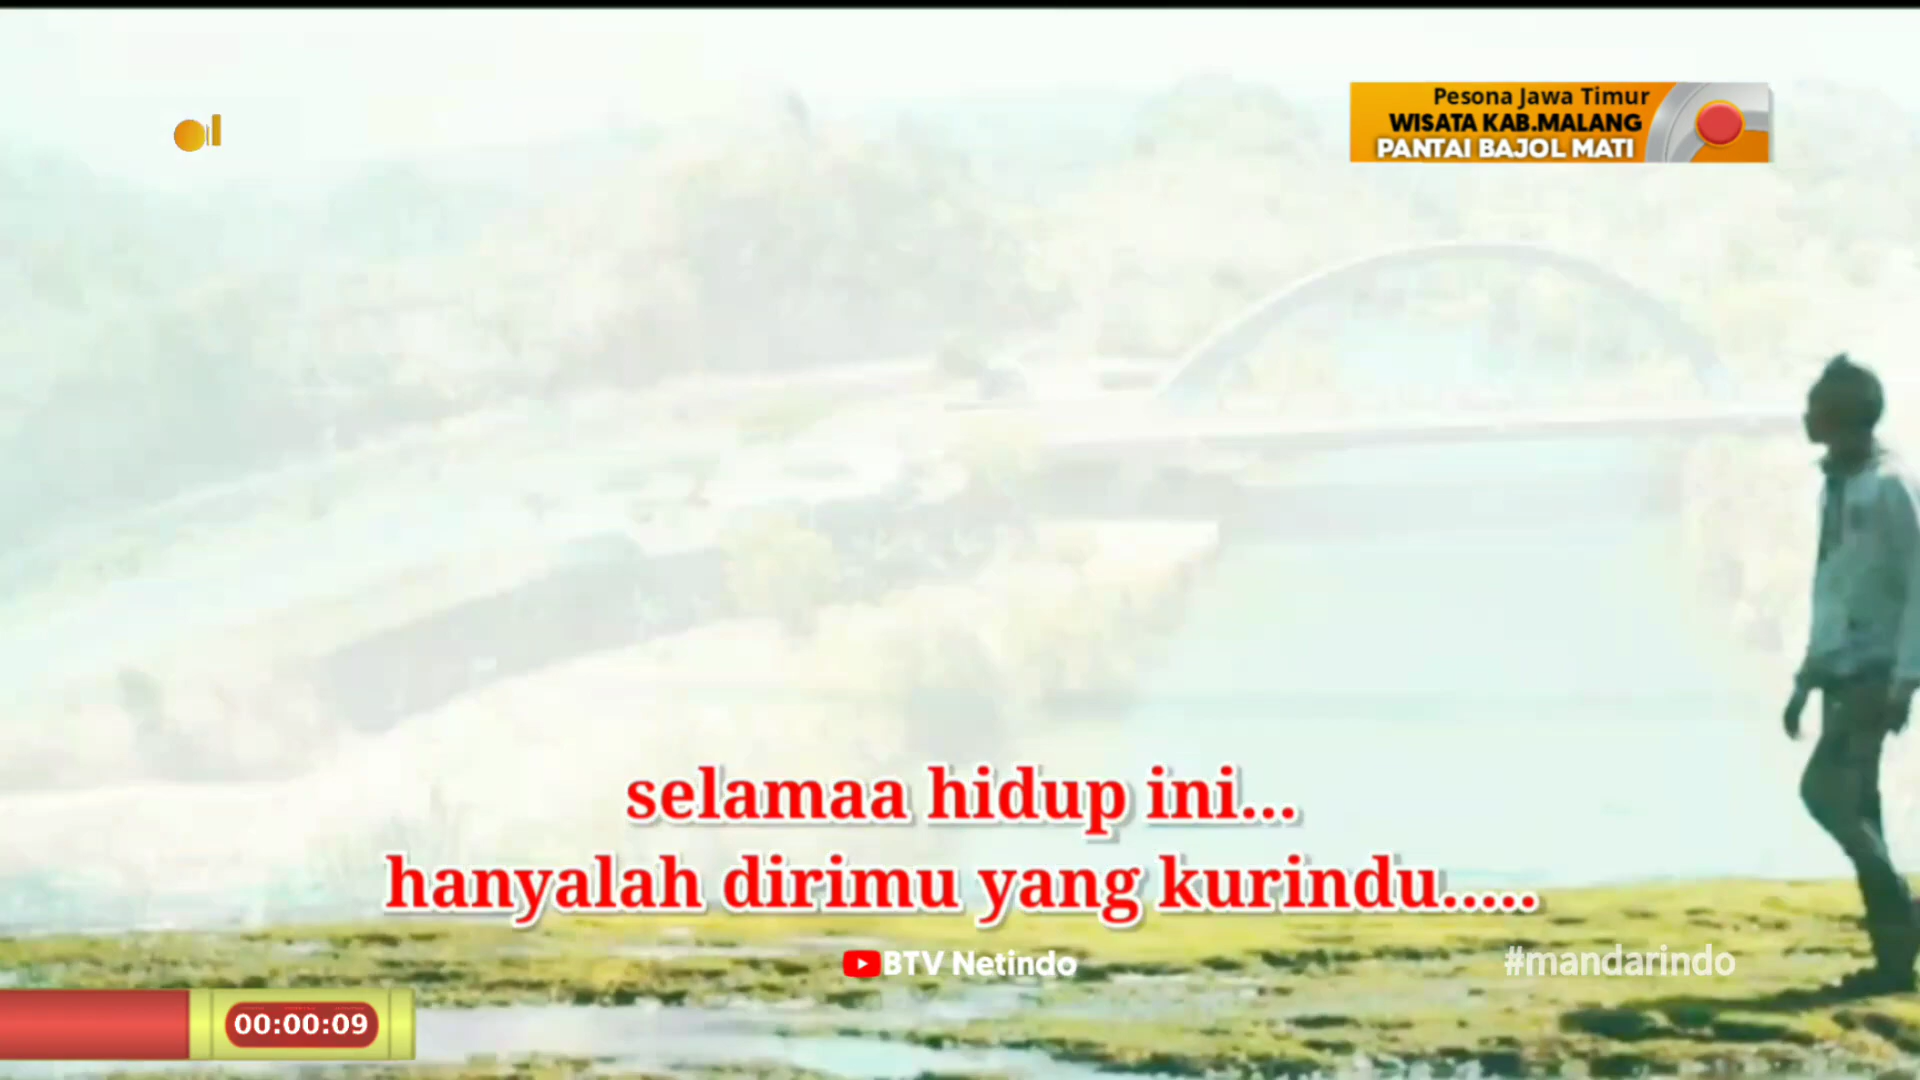 Pesona Jawa Timur
WISATA KAB.MALANG
PANTAI BAJOL MATI
selamaa hidup ini...
hanyalah dirimu yang kurindu.....
BTV Netindo
#mandarindo
00:00:09